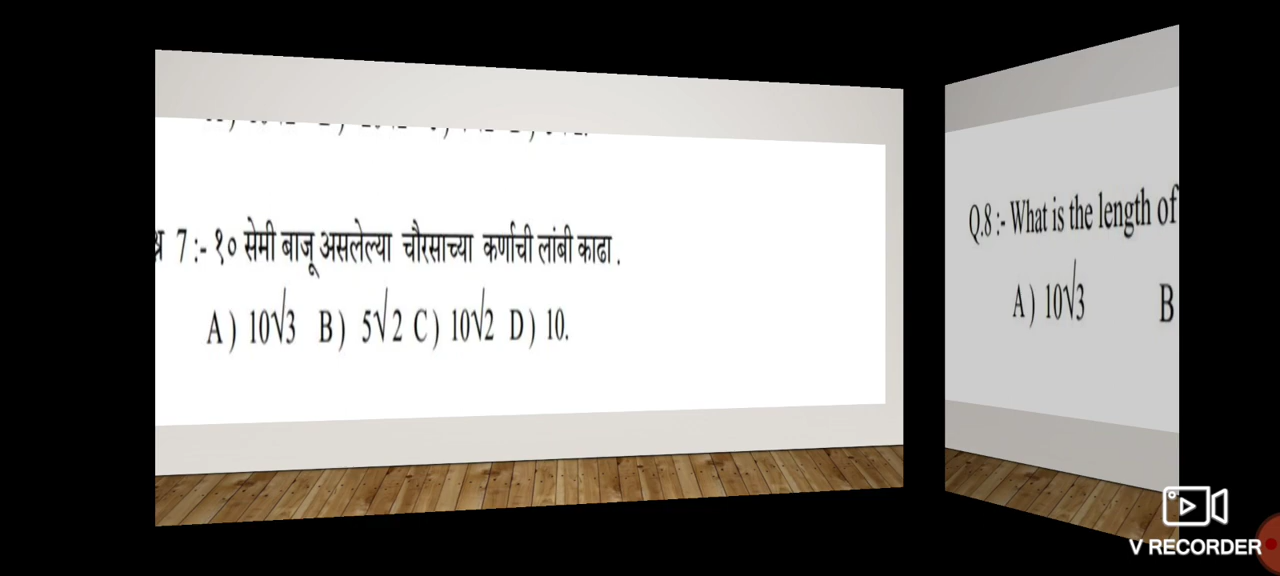 7 :- १० सेमी बाजू असलेल्या चौरसाच्या कर्णाची लांबी काढा .
A ) 10√3 B ) 5√2 C ) 10√2 D ) 10.
Q.8 :- What is the length of
A ) 10√3 B
V RECORDER